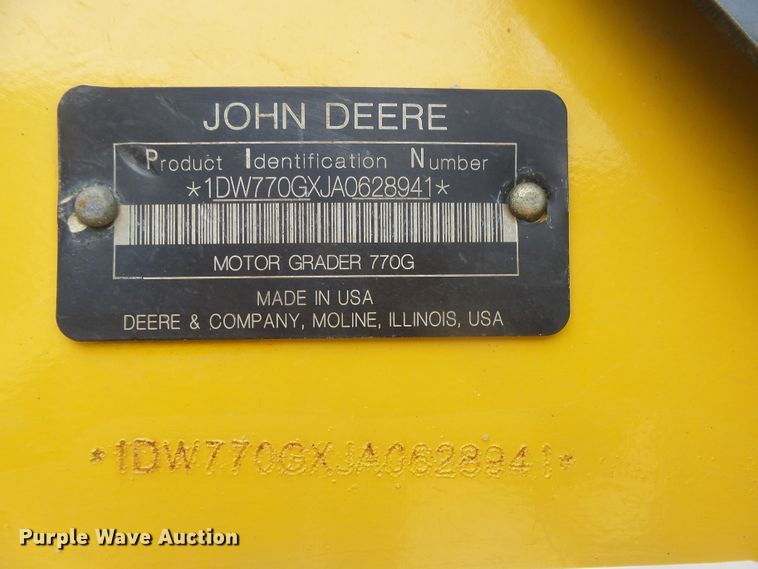 JOHN DEERE
Product Identification Number
*1DW770GXJA0628941*
MOTOR GRADER 770G
MADE IN USA
DEERE & COMPANY, MOLINE, ILLINOIS, USA
*1DW770GXJA0628941*
Purple Wave Auction